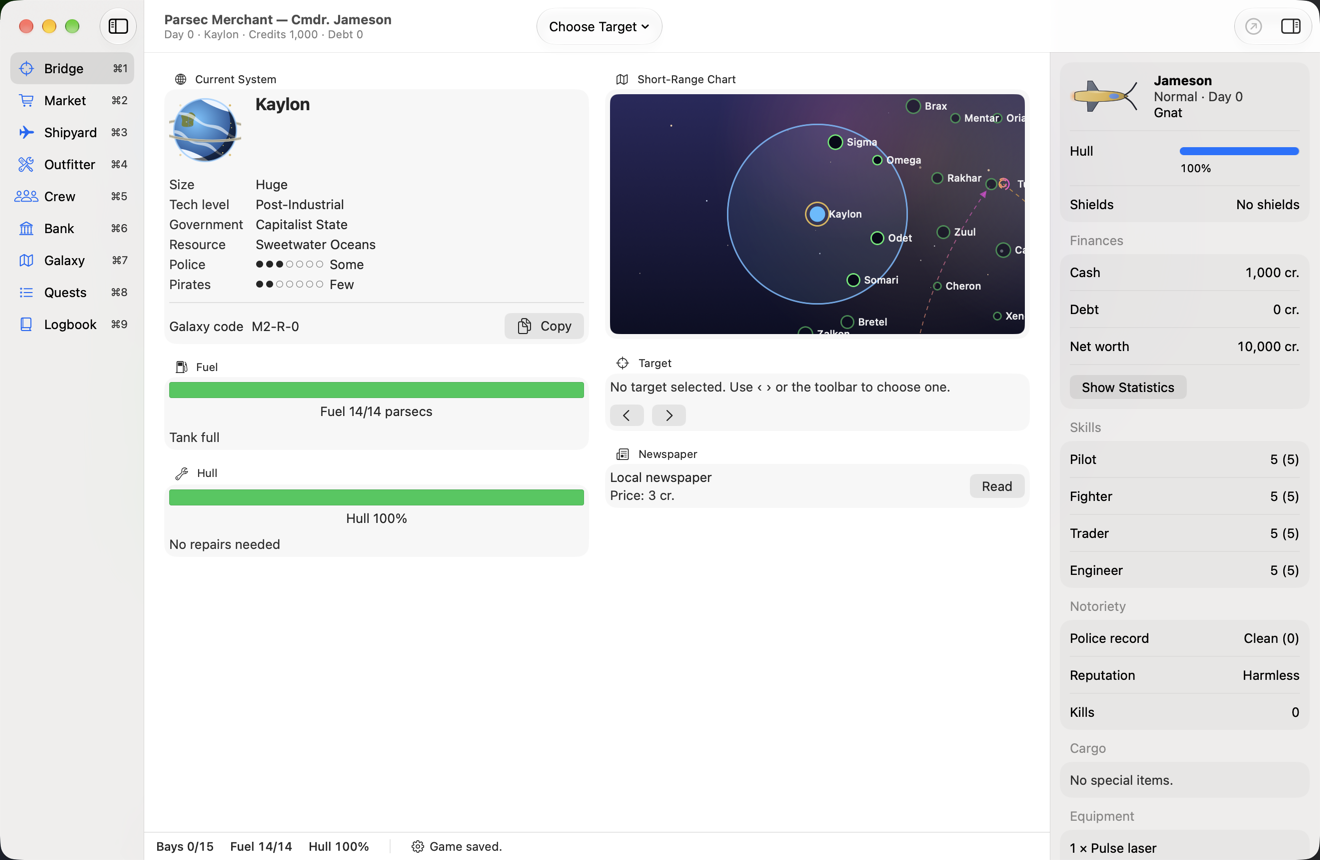 Parsec Merchant — Cmdr. Jameson
Day 0 · Kaylon · Credits 1,000 · Debt 0
Choose Target
Bridge ⌘1
Market ⌘2
Shipyard ⌘3
Outfitter ⌘4
Crew ⌘5
Bank ⌘6
Galaxy ⌘7
Quests ⌘8
Logbook ⌘9
Current System
Kaylon
Size Huge
Tech level Post-Industrial
Government Capitalist State
Resource Sweetwater Oceans
Police Some
Pirates Few
Galaxy code M2-R-0
Copy
Fuel
Fuel 14/14 parsecs
Tank full
Hull
Hull 100%
No repairs needed
Short-Range Chart
Brax
Mentar
Sigma
Omega
Rakhar
Kaylon
Odet
Zuul
Somari
Cheron
Bretel
Xen
Zalkon
Target
No target selected. Use ‹ › or the toolbar to choose one.
Newspaper
Local newspaper
Price: 3 cr.
Read
Jameson
Normal · Day 0
Gnat
Hull
100%
Shields No shields
Finances
Cash 1,000 cr.
Debt 0 cr.
Net worth 10,000 cr.
Show Statistics
Skills
Pilot 5 (5)
Fighter 5 (5)
Trader 5 (5)
Engineer 5 (5)
Notoriety
Police record Clean (0)
Reputation Harmless
Kills 0
Cargo
No special items.
Equipment
1 × Pulse laser
Bays 0/15 Fuel 14/14 Hull 100% Game saved.